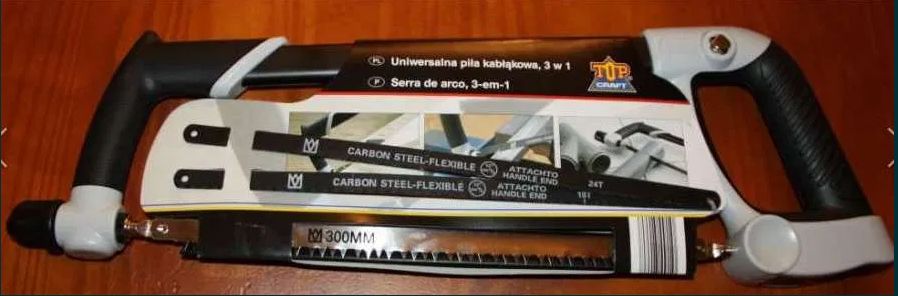 PL Uniwersalna piła kabłąkowa, 3 w 1
P Serra de arco, 3-em-1
TOP
CRAFT
CARBON STEEL-FLEXIBLE
ATTACHTO
HANDLE END
24T
CARBON STEEL-FLEXIBLE
ATTACHTO
HANDLE END
18T
300MM